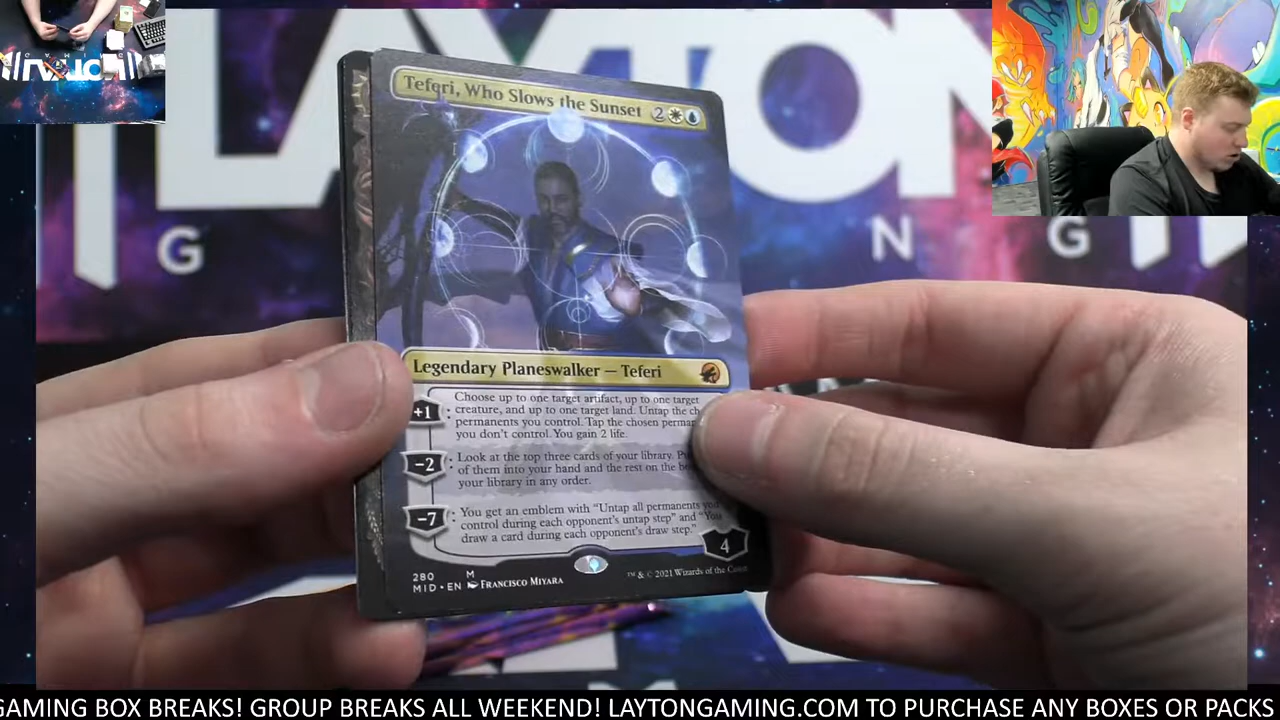 LAYTON
G N G
Teferi, Who Slows the Sunset 2
Legendary Planeswalker — Teferi
+1 : Choose up to one target artifact, up to one target
creature, and up to one target land. Untap the
permanents you control. Tap the chosen
you don't control. You gain 2 life.
-2 : Look at the top three cards of your library.
of them into your hand and the rest on the
your library in any order.
-7 : You get an emblem with "Untap all permanents you
control during each opponent's untap step" and "You
draw a card during each opponent's draw step."
4
280 M
MID • EN FRANCISCO MIYARA
™ & © 2021 Wizards of the Coast
GAMING BOX BREAKS! GROUP BREAKS ALL WEEKEND! LAYTONGAMING.COM TO PURCHASE ANY BOXES OR PACKS